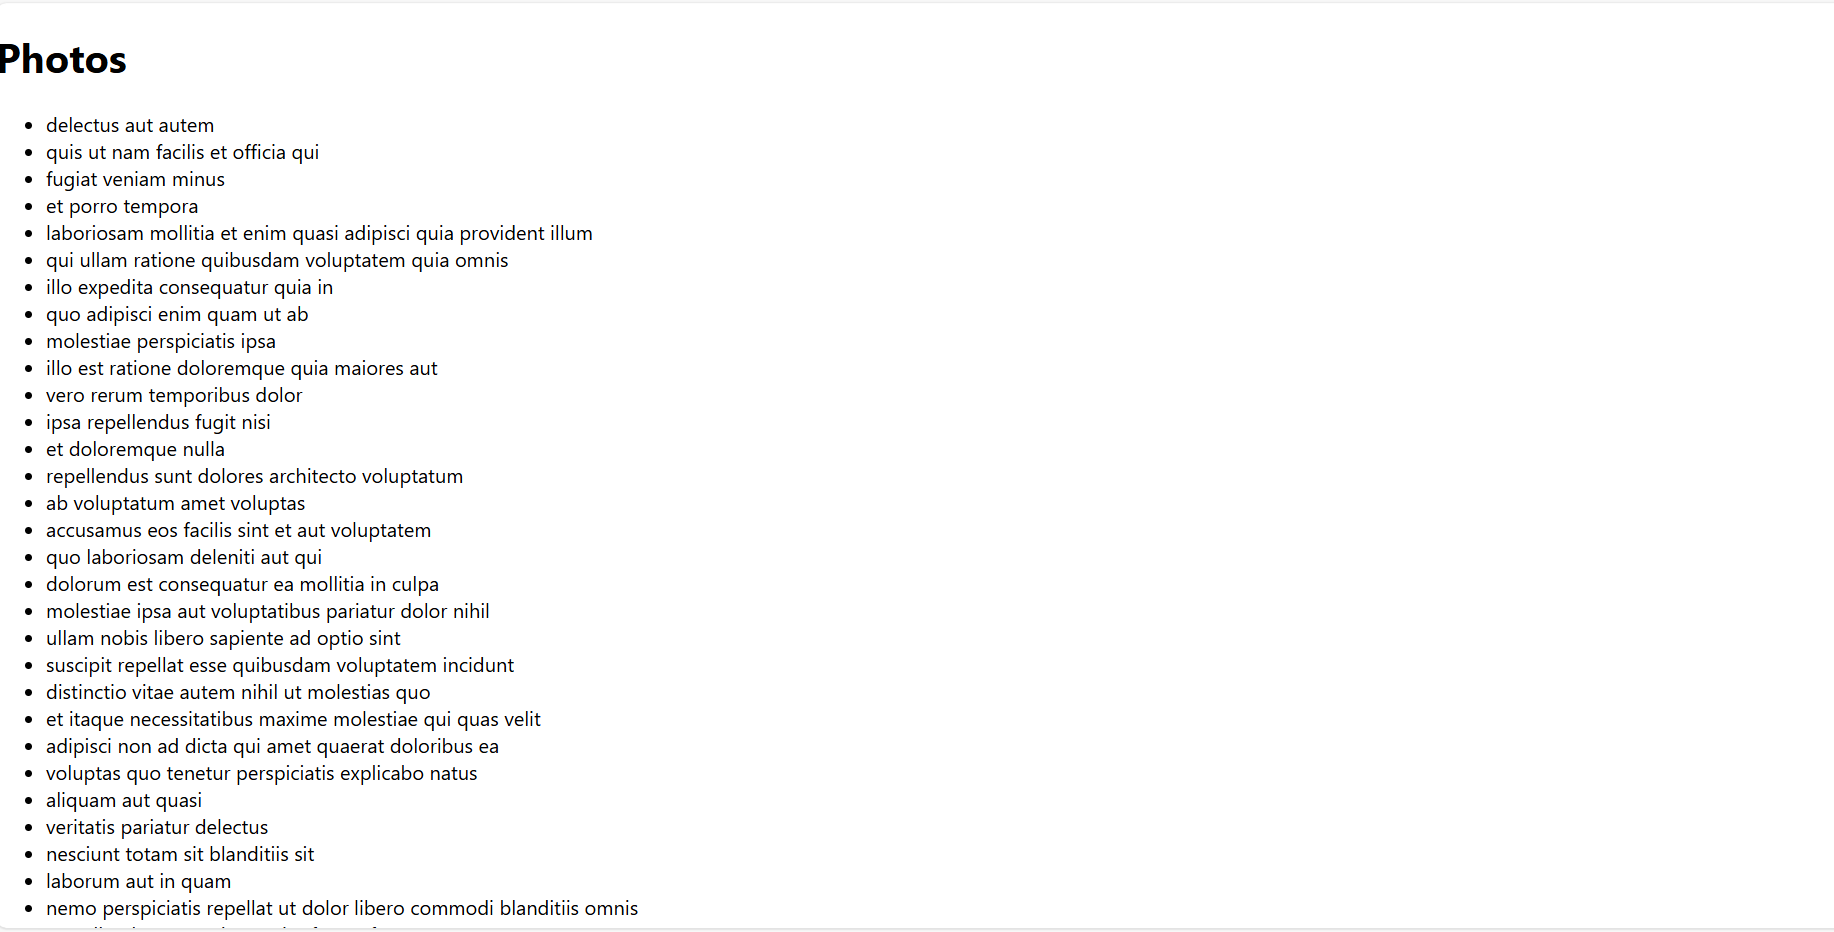 Photos
delectus aut autem
quis ut nam facilis et officia qui
fugiat veniam minus
et porro tempora
laboriosam mollitia et enim quasi adipisci quia provident illum
qui ullam ratione quibusdam voluptatem quia omnis
illo expedita consequatur quia in
quo adipisci enim quam ut ab
molestiae perspiciatis ipsa
illo est ratione doloremque quia maiores aut
vero rerum temporibus dolor
ipsa repellendus fugit nisi
et doloremque nulla
repellendus sunt dolores architecto voluptatum
ab voluptatum amet voluptas
accusamus eos facilis sint et aut voluptatem
quo laboriosam deleniti aut qui
dolorum est consequatur ea mollitia in culpa
molestiae ipsa aut voluptatibus pariatur dolor nihil
ullam nobis libero sapiente ad optio sint
suscipit repellat esse quibusdam voluptatem incidunt
distinctio vitae autem nihil ut molestias quo
et itaque necessitatibus maxime molestiae qui quas velit
adipisci non ad dicta qui amet quaerat doloribus ea
voluptas quo tenetur perspiciatis explicabo natus
aliquam aut quasi
veritatis pariatur delectus
nesciunt totam sit blanditiis sit
laborum aut in quam
nemo perspiciatis repellat ut dolor libero commodi blanditiis omnis